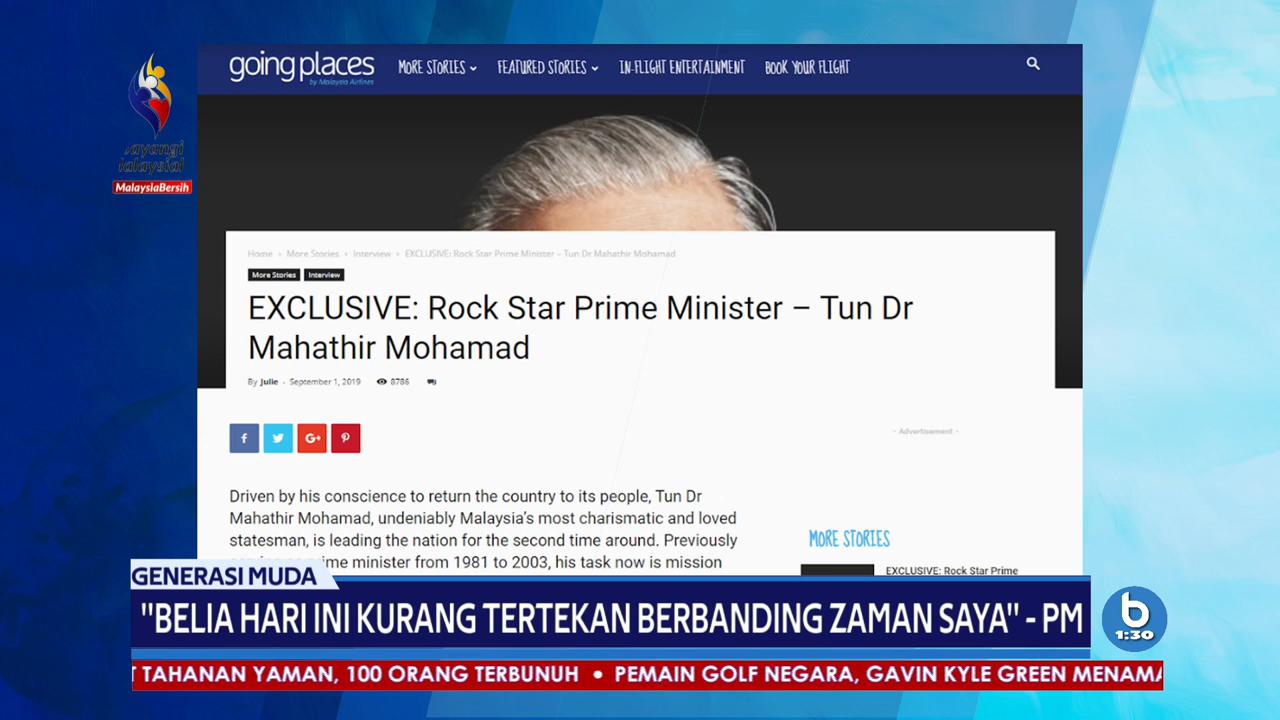 going places
by Malaysia Airlines
MORE STORIES
FEATURED STORIES
IN-FLIGHT ENTERTAINMENT
BOOK YOUR FLIGHT
ayangi
alaysia!
MalaysiaBersih
Home › More Stories › Interview › EXCLUSIVE: Rock Star Prime Minister – Tun Dr Mahathir Mohamad
More Stories Interview
EXCLUSIVE: Rock Star Prime Minister – Tun Dr
Mahathir Mohamad
By Julie - September 1, 2019 8786
f G+
- Advertisement -
Driven by his conscience to return the country to its people, Tun Dr
Mahathir Mohamad, undeniably Malaysia's most charismatic and loved
statesman, is leading the nation for the second time around. Previously
minister from 1981 to 2003, his task now is mission
MORE STORIES
EXCLUSIVE: Rock Star Prime
GENERASI MUDA
"BELIA HARI INI KURANG TERTEKAN BERBANDING ZAMAN SAYA" - PM
b
1:30
T TAHANAN YAMAN, 100 ORANG TERBUNUH • PEMAIN GOLF NEGARA, GAVIN KYLE GREEN MENAMA